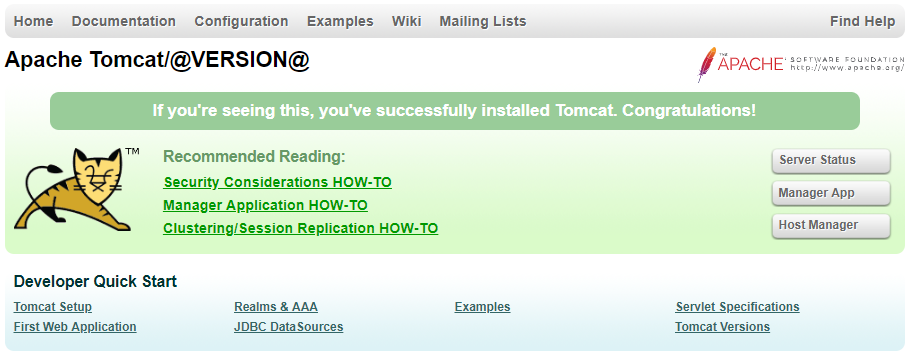 Home Documentation Configuration Examples Wiki Mailing Lists Find Help
Apache Tomcat/@VERSION@
THE APACHE SOFTWARE FOUNDATION
http://www.apache.org/
If you're seeing this, you've successfully installed Tomcat. Congratulations!
TM
Recommended Reading:
Security Considerations HOW-TO
Manager Application HOW-TO
Clustering/Session Replication HOW-TO
Server Status
Manager App
Host Manager
Developer Quick Start
Tomcat Setup Realms & AAA Examples Servlet Specifications
First Web Application JDBC DataSources Tomcat Versions